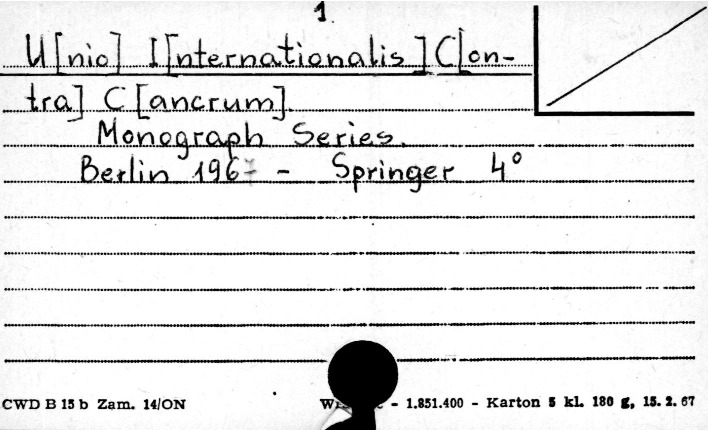 1.
U[nio] I[nternationalis] C[on-
tra] C[ancrum].
Monograph Series.
Berlin 196 - Springer 4°
CWD B 15 b Zam. 14/ON - 1.851.400 - Karton 5 kl. 180 g, 15. 2. 67